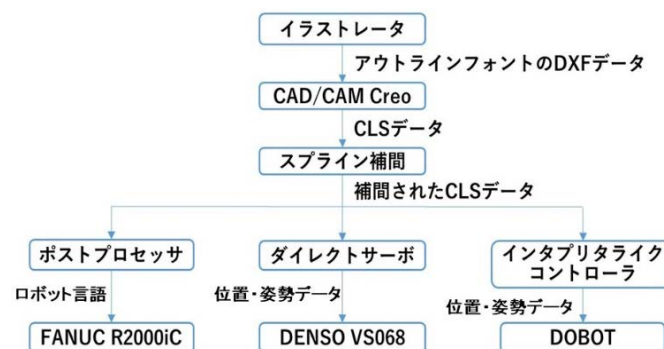 イラストレータ
アウトラインフォントのDXFデータ
CAD/CAM Creo
CLSデータ
スプライン補間
補間されたCLSデータ
ポストプロセッサ
ダイレクトサーボ
インタプリタライク
コントローラ
ロボット言語
位置・姿勢データ
位置・姿勢データ
FANUC R2000iC
DENSO VS068
DOBOT